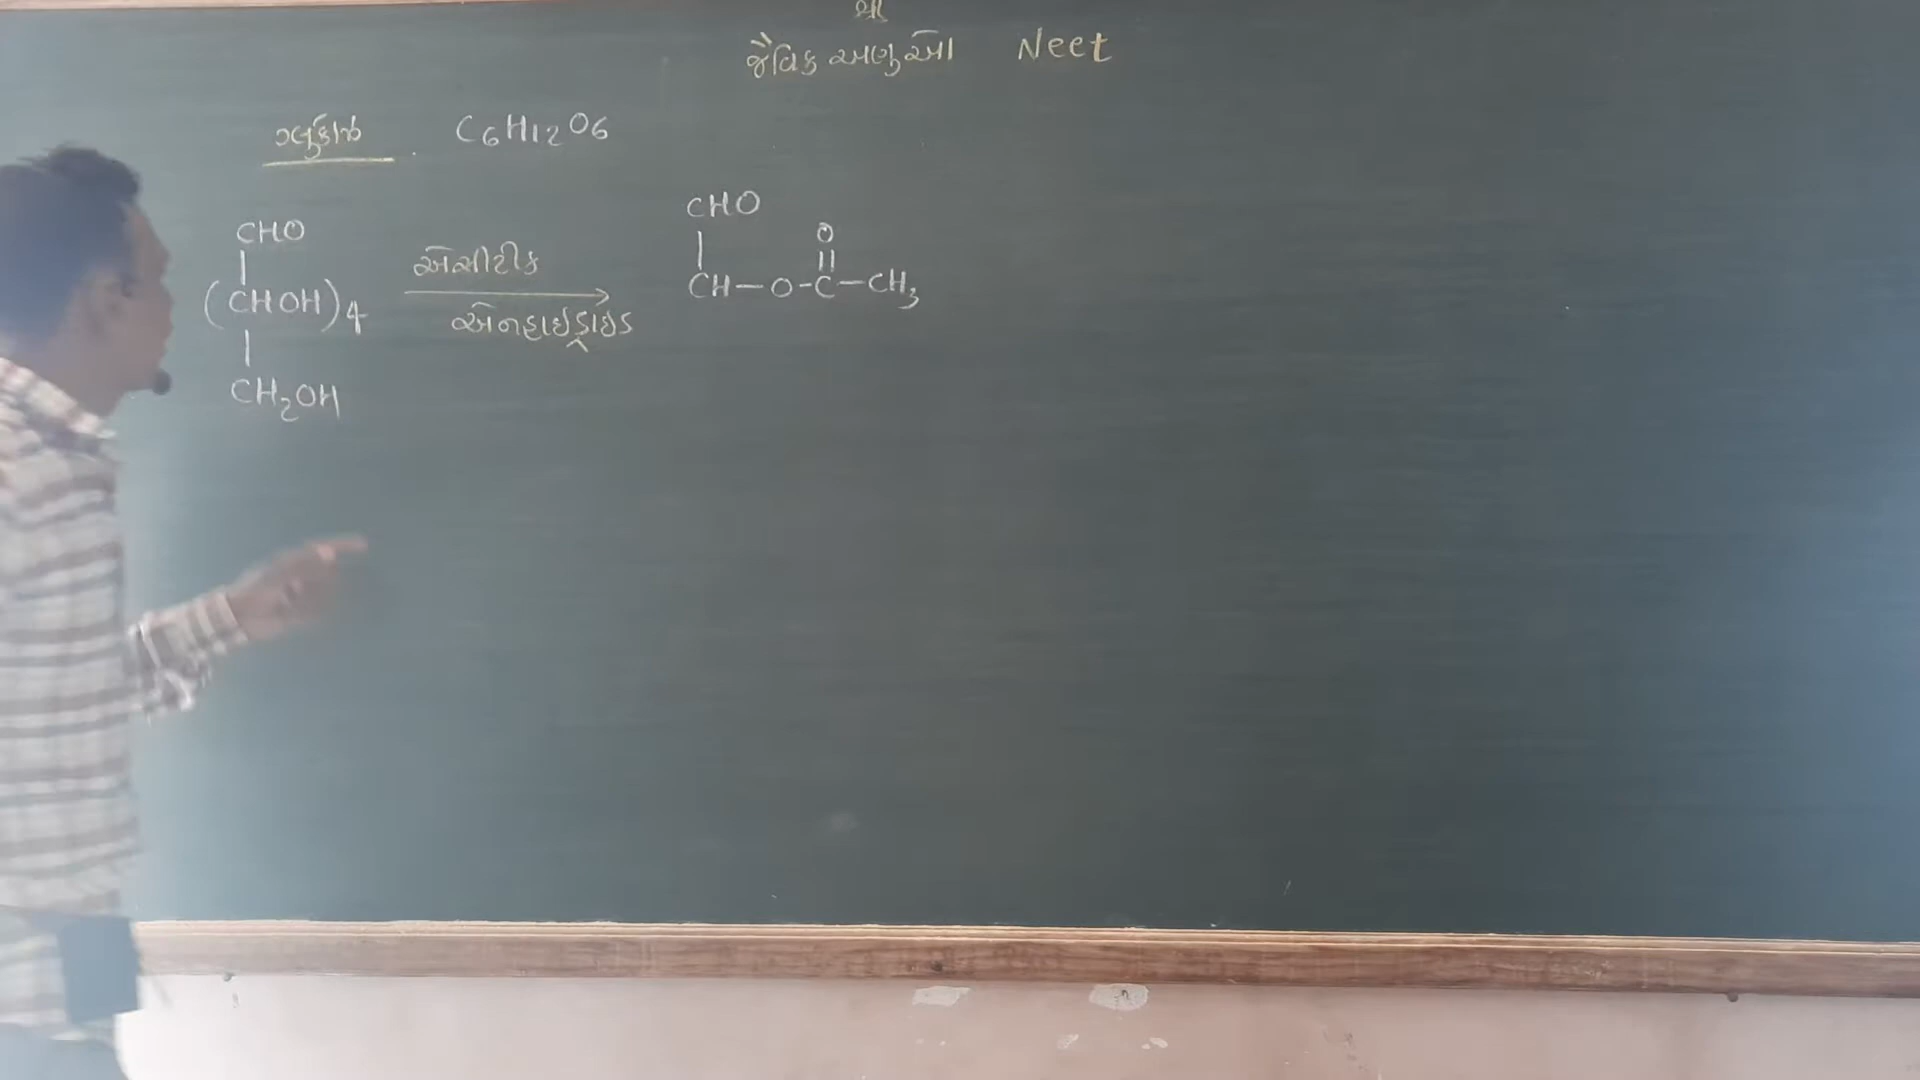 શ્રી
જૈવિક અણુઓ Neet
ગ્લુકોઝ. C6H12O6
CHO
|
(CHOH)4
|
CH2OH
એસીટીક
એનહાઇડ્રાઇડ
CHO
|
O
||
CH-O-C-CH3